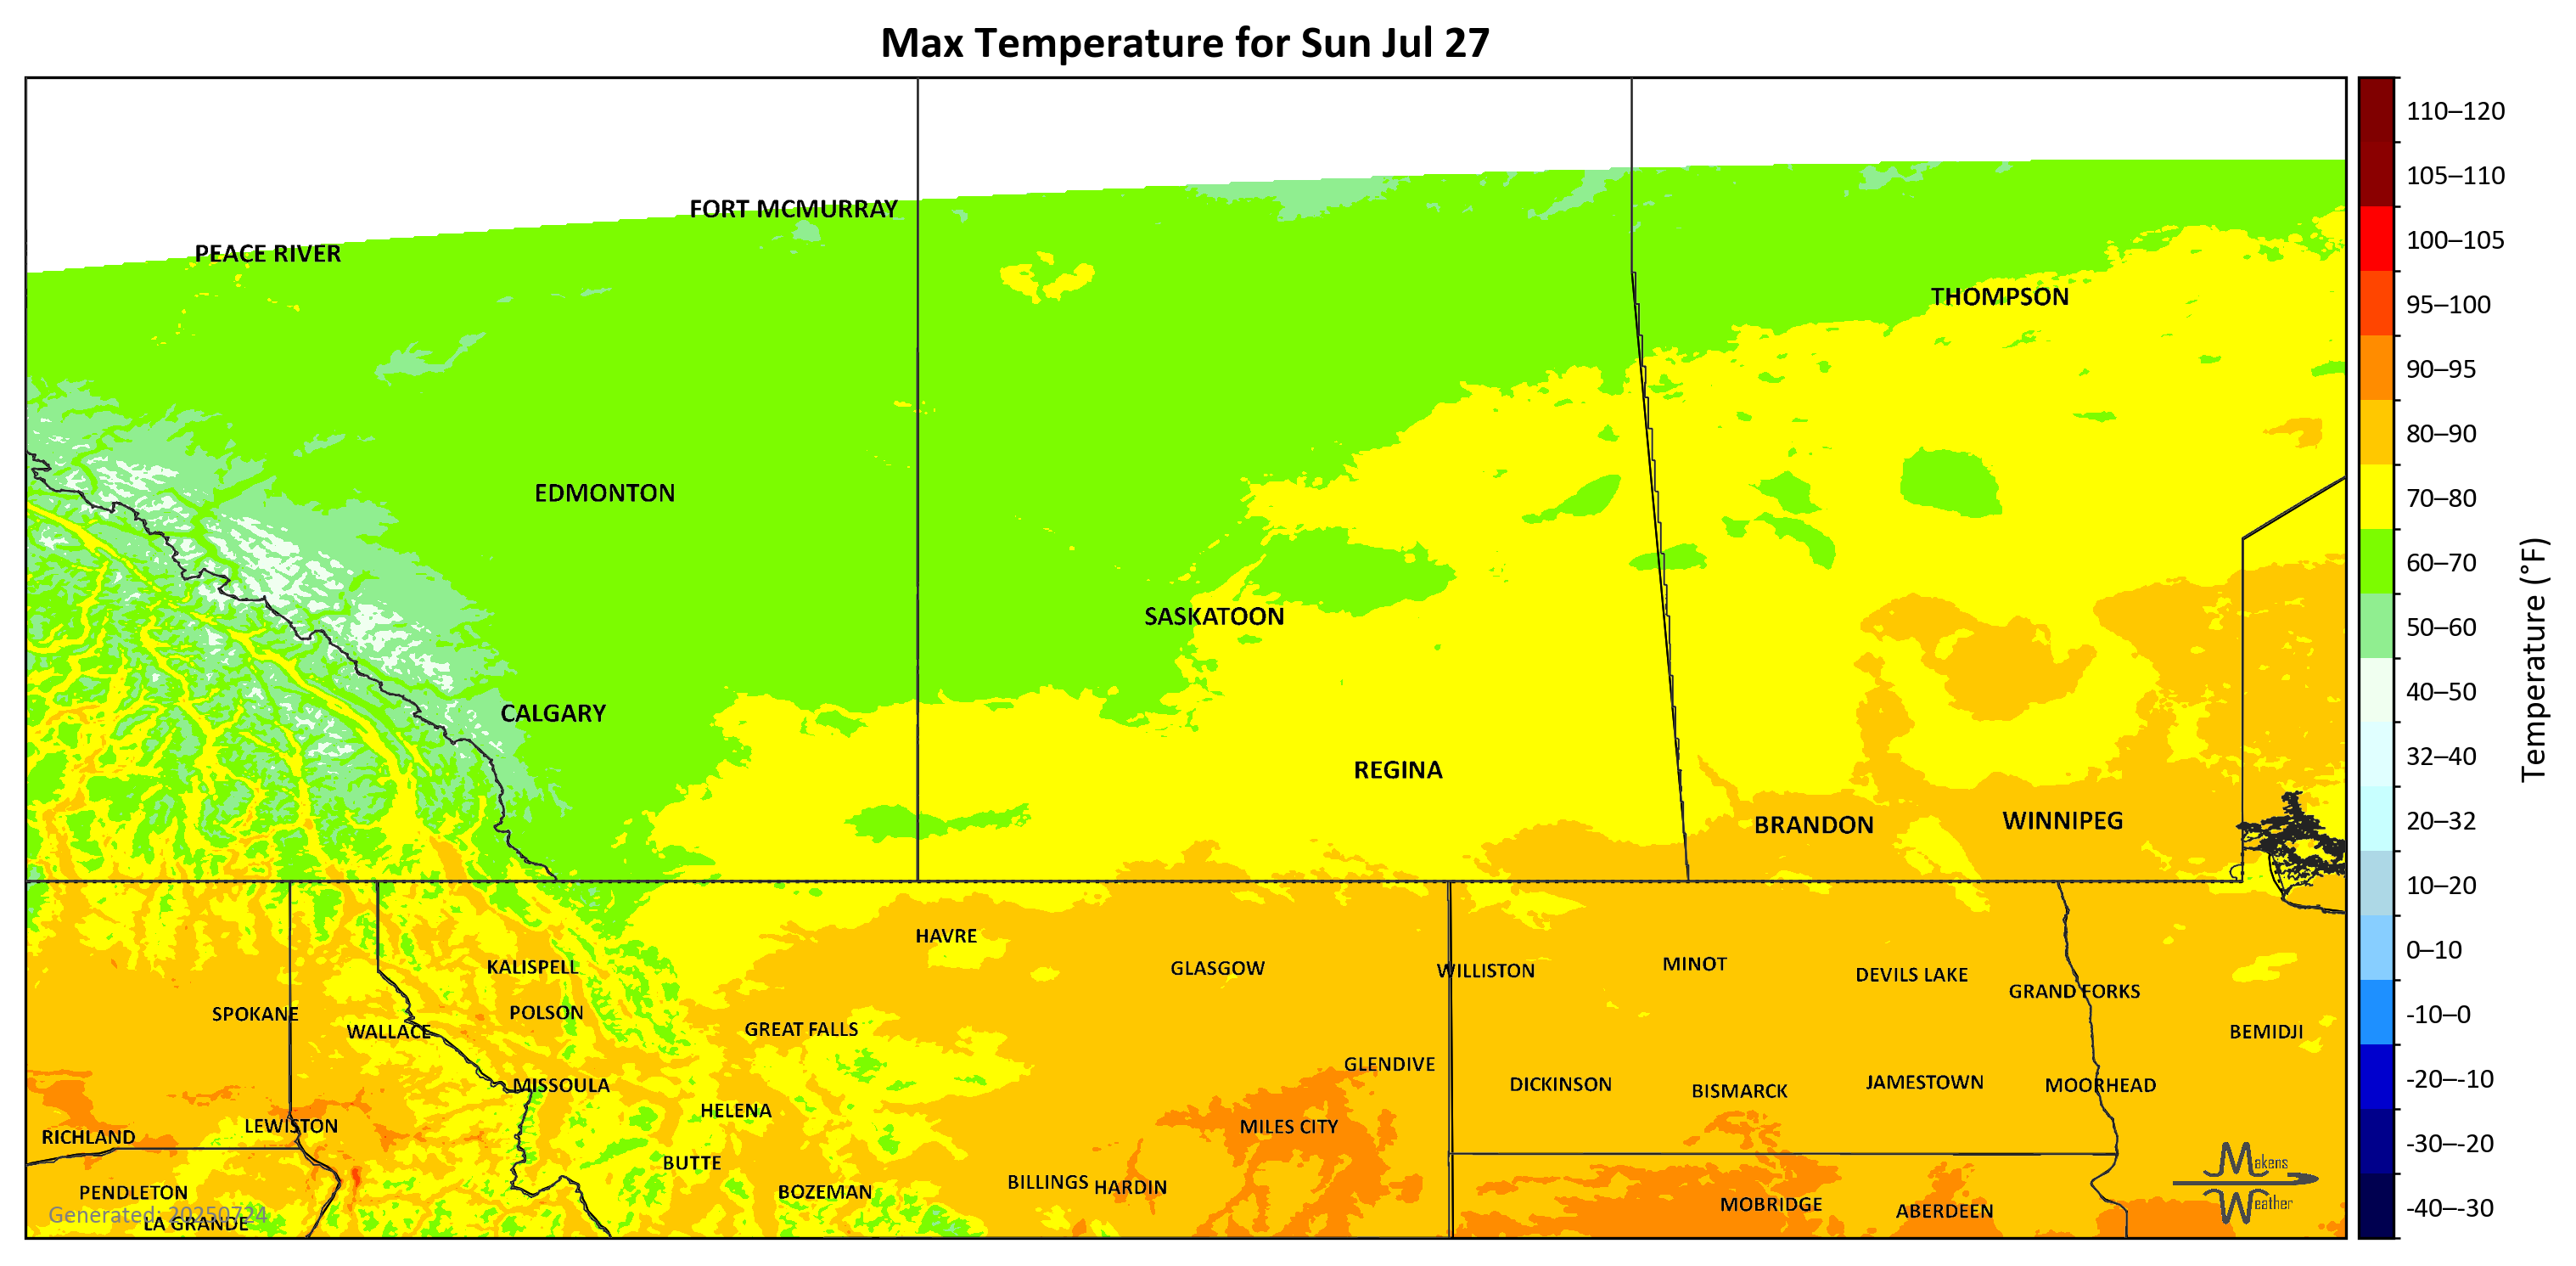 Max Temperature for Sun Jul 27
110–120
105–110
FORT MCMURRAY
100–105
PEACE RIVER
THOMPSON
95–100
90–95
80–90
EDMONTON
70–80
60–70
SASKATOON
50–60
40–50
CALGARY
Temperature (°F)
32–40
REGINA
BRANDON
WINNIPEG
20–32
10–20
HAVRE
0–10
KALISPELL
GLASGOW
WILLISTON
MINOT
DEVILS LAKE
GRAND FORKS
SPOKANE
POLSON
-10–0
WALLACE
GREAT FALLS
BEMIDJI
GLENDIVE
-20–-10
MISSOULA
DICKINSON
BISMARCK
JAMESTOWN
MOORHEAD
HELENA
LEWISTON
MILES CITY
RICHLAND
-30–-20
BUTTE
Makens
Weather
PENDLETON
BOZEMAN
BILLINGS
HARDIN
MOBRIDGE
ABERDEEN
-40–-30
Generated: 20250724
LA GRANDE